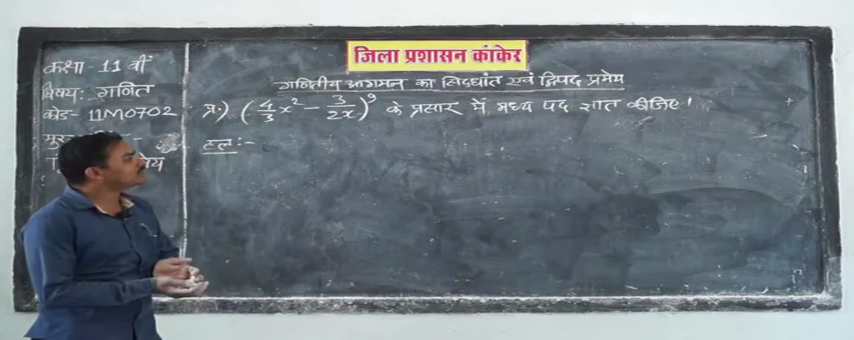 जिला प्रशासन कांकेर
कक्षा - 11 वीं
विषय:- गणित
कोड- 11M0702
गणितीय आगमन का सिद्धांत एवं द्विपद प्रमेय
प्र.) (4/3 x² - 3/2x)⁹ के प्रसार में मध्य पद ज्ञात कीजिए।
हल:-